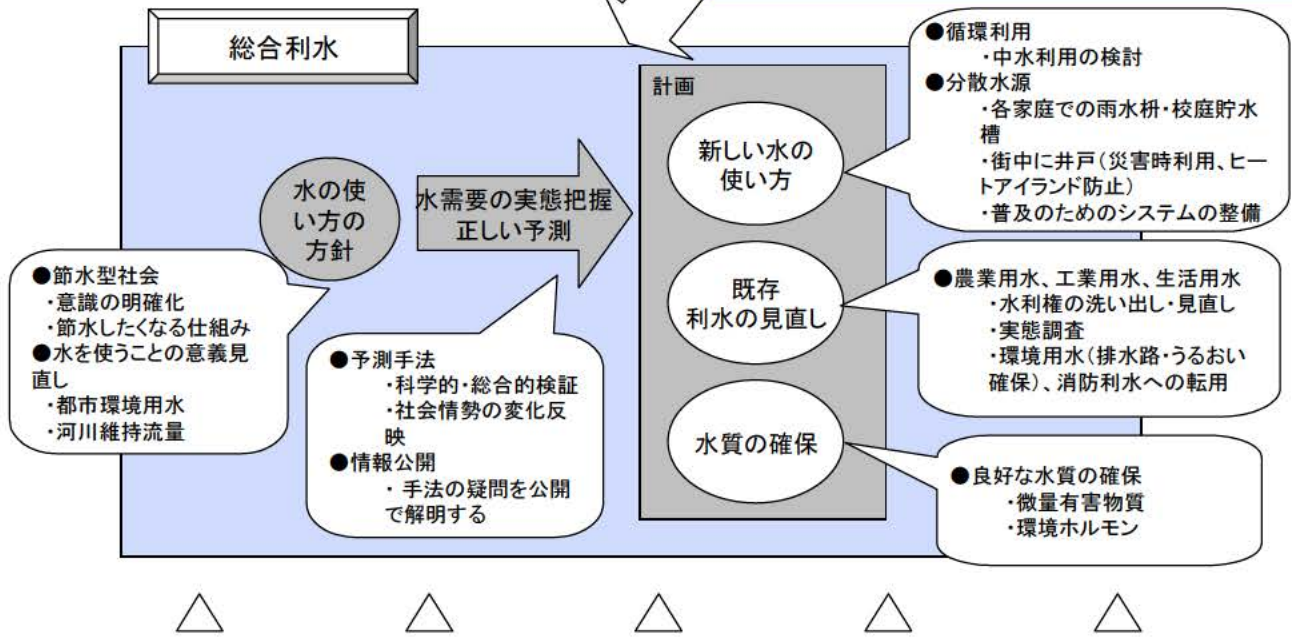 総合利水
水の使
い方の
方針
●節水型社会
・意識の明確化
・節水したくなる仕組み
●水を使うことの意義見
直し
・都市環境用水
・河川維持流量
水需要の実態把握
正しい予測
●予測手法
・科学的・総合的検証
・社会情勢の変化反
映
●情報公開
・手法の疑問を公開
で解明する
計画
新しい水の
使い方
●循環利用
・中水利用の検討
●分散水源
・各家庭での雨水枡・校庭貯水
槽
・街中に井戸(災害時利用、ヒー
トアイランド防止)
・普及のためのシステムの整備
既存
利水の見直し
●農業用水、工業用水、生活用水
・水利権の洗い出し・見直し
・実態調査
・環境用水(排水路・うるおい
確保)、消防利水への転用
水質の確保
●良好な水質の確保
・微量有害物質
・環境ホルモン